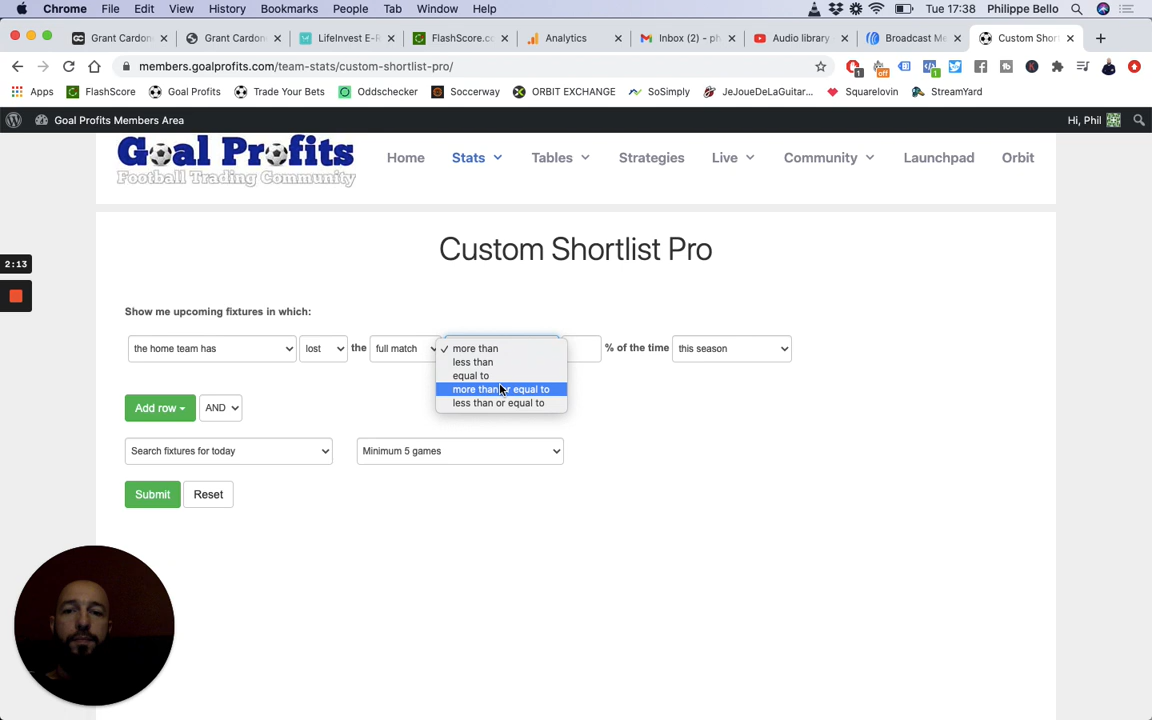 Chrome File Edit View History Bookmarks People Tab Window Help Tue 17:38 Philippe Bello
Grant Cardon Grant Cardon LifeInvest E-R FlashScore.co Analytics Inbox (2) - ph Audio library Broadcast Me Custom Shor
members.goalprofits.com/team-stats/custom-shortlist-pro/
Apps FlashScore Goal Profits Trade Your Bets Oddschecker Soccerway ORBIT EXCHANGE SoSimply JeJoueDeLaGuitar... Squarelovin StreamYard
Goal Profits Members Area Hi, Phil
Goal Profits
Football Trading Community
Home Stats Tables Strategies Live Community Launchpad Orbit
Custom Shortlist Pro
2:13
Show me upcoming fixtures in which:
the home team has lost the full match % of the time this season
more than
less than
equal to
more than or equal to
less than or equal to
Add row AND
Search fixtures for today Minimum 5 games
Submit Reset